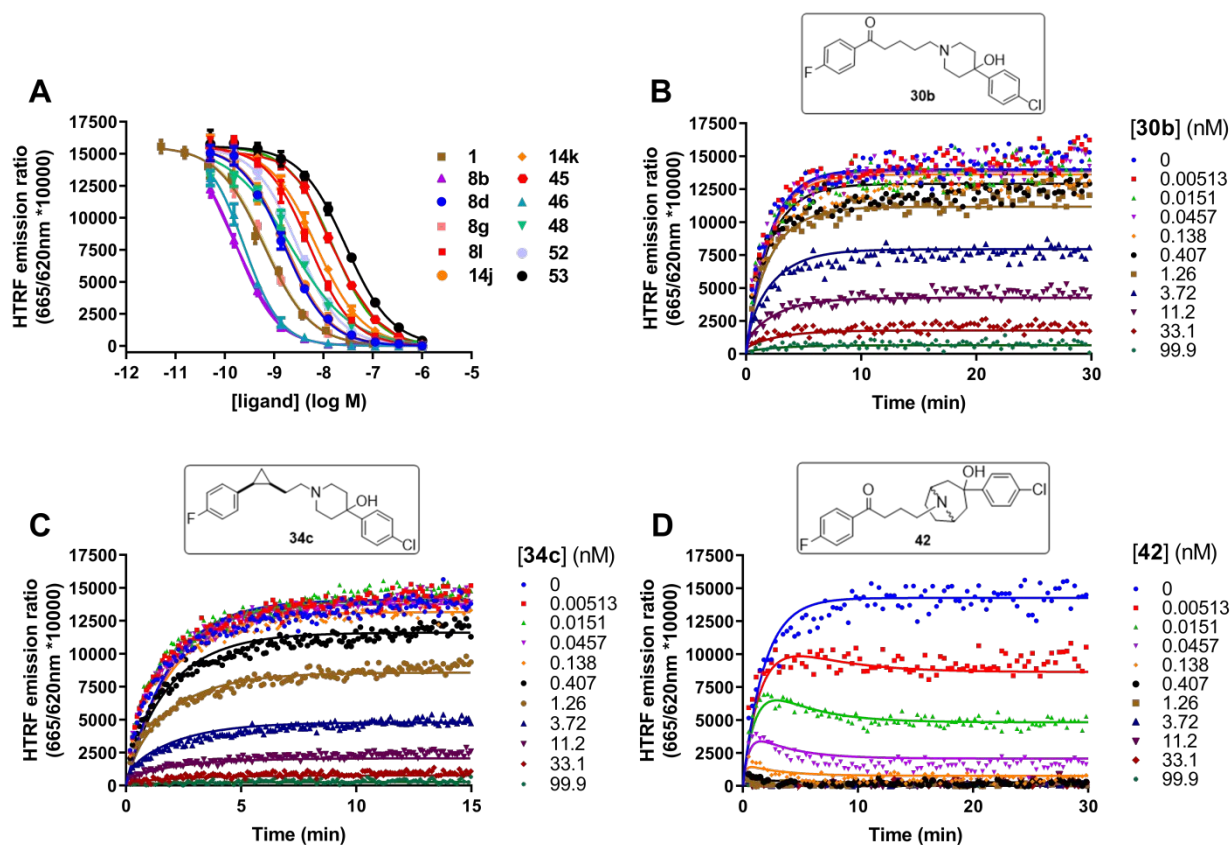 A
HTRF emission ratio
(665/620nm *10000)
17500
15000
12500
10000
7500
5000
2500
0
-12 -11 -10 -9 -8 -7 -6 -5
[ligand] (log M)
1
8b
8d
8g
8l
14j
14k
45
46
48
52
53
B
O
F
N
OH
Cl
30b
HTRF emission ratio
(665/620nm *10000)
17500
15000
12500
10000
7500
5000
2500
0
0 10 20 30
Time (min)
[30b] (nM)
0
0.00513
0.0151
0.0457
0.138
0.407
1.26
3.72
11.2
33.1
99.9
C
F
N
OH
Cl
34c
HTRF emission ratio
(665/620nm *10000)
17500
15000
12500
10000
7500
5000
2500
0
0 5 10 15
Time (min)
[34c] (nM)
0
0.00513
0.0151
0.0457
0.138
0.407
1.26
3.72
11.2
33.1
99.9
D
O
F
N
OH
Cl
42
HTRF emission ratio
(665/620nm *10000)
17500
15000
12500
10000
7500
5000
2500
0
0 10 20 30
Time (min)
[42] (nM)
0
0.00513
0.0151
0.0457
0.138
0.407
1.26
3.72
11.2
33.1
99.9